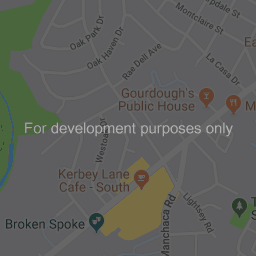 Oak Park Dr
Oak Haven Dr
Rae Dell Ave
Montclaire St
La Casa Dr
Gourdough's
Public House
For development purposes only
Westoak Dr
Kerbey Lane
Cafe - South
Manchaca Rd
Lightsey Rd
Broken Spoke